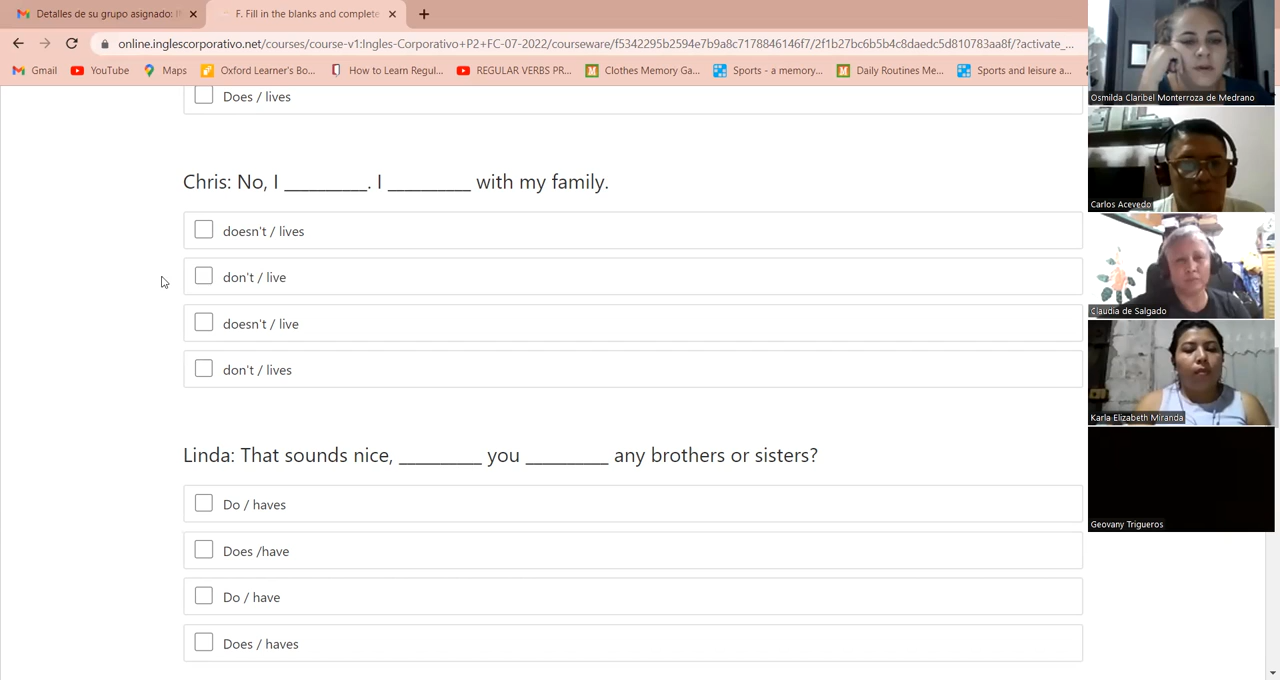 Detalles de su grupo asignado: I
F. Fill in the blanks and complete
online.inglescorporativo.net/courses/course-v1:Ingles-Corporativo+P2+FC-07-2022/courseware/f5342295b2594e7b9a8c7178846146f7/2f1b27bc6b5b4c8daedc5d810783aa8f/?activate_...
Gmail
YouTube
Maps
Oxford Learner's Bo...
How to Learn Regul...
REGULAR VERBS PR...
Clothes Memory Ga...
Sports - a memory...
Daily Routines Me...
Sports and leisure a...
Does / lives
Chris: No, I __________. I __________ with my family.
doesn't / lives
don't / live
doesn't / live
don't / lives
Linda: That sounds nice, __________ you __________ any brothers or sisters?
Do / haves
Does /have
Do / have
Does / haves
Osmilda Claribel Monterroza de Medrano
Carlos Acevedo
Claudia de Salgado
Karla Elizabeth Miranda
Geovany Trigueros